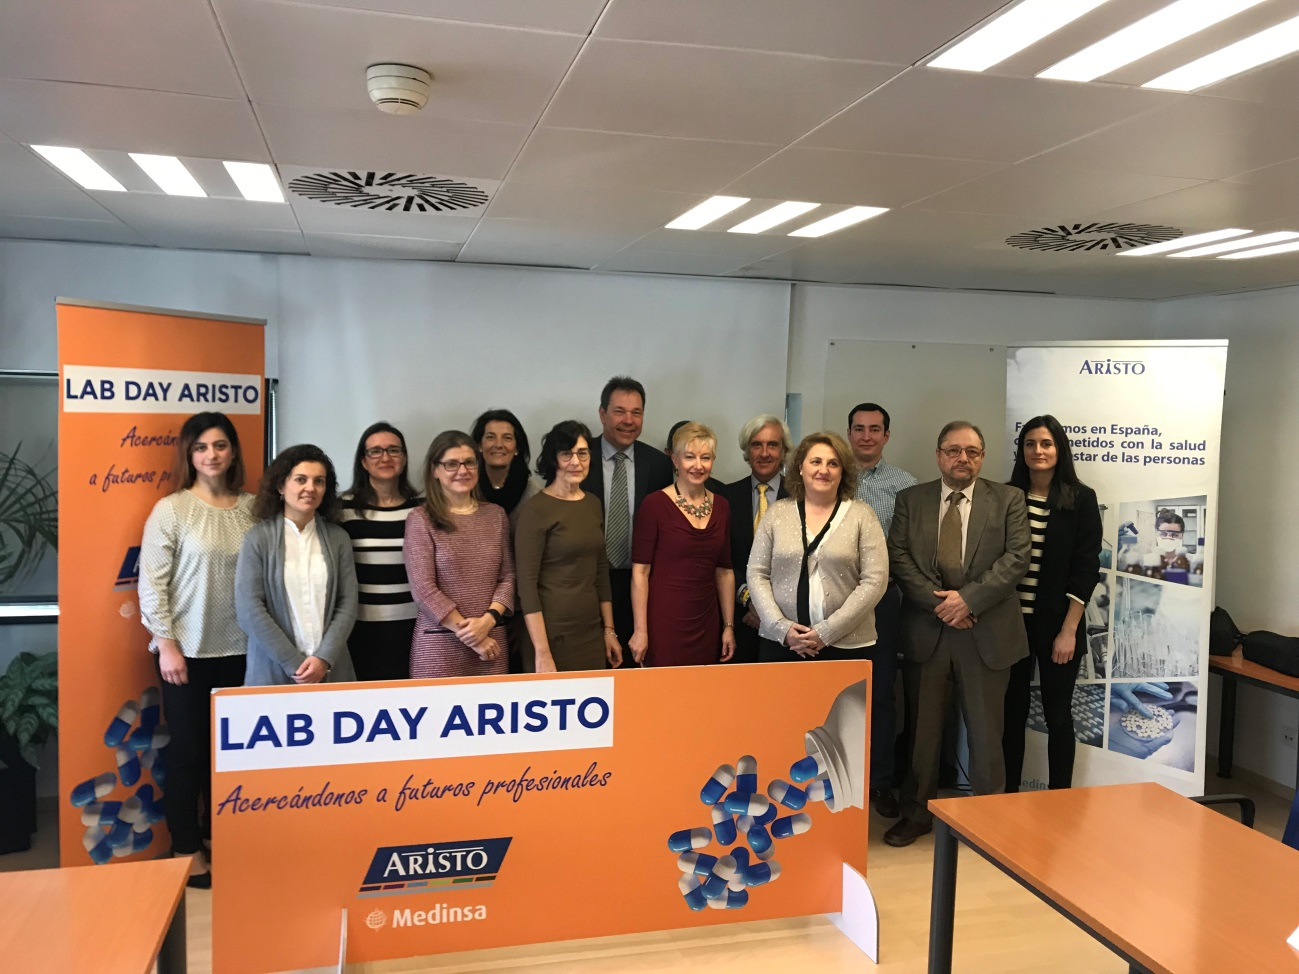 LAB DAY ARISTO
Acercán
a futuros
ARISTO
en España,
con la salud
de las personas
LAB DAY ARISTO
Acercándonos a futuros profesionales
ARISTO
Medinsa